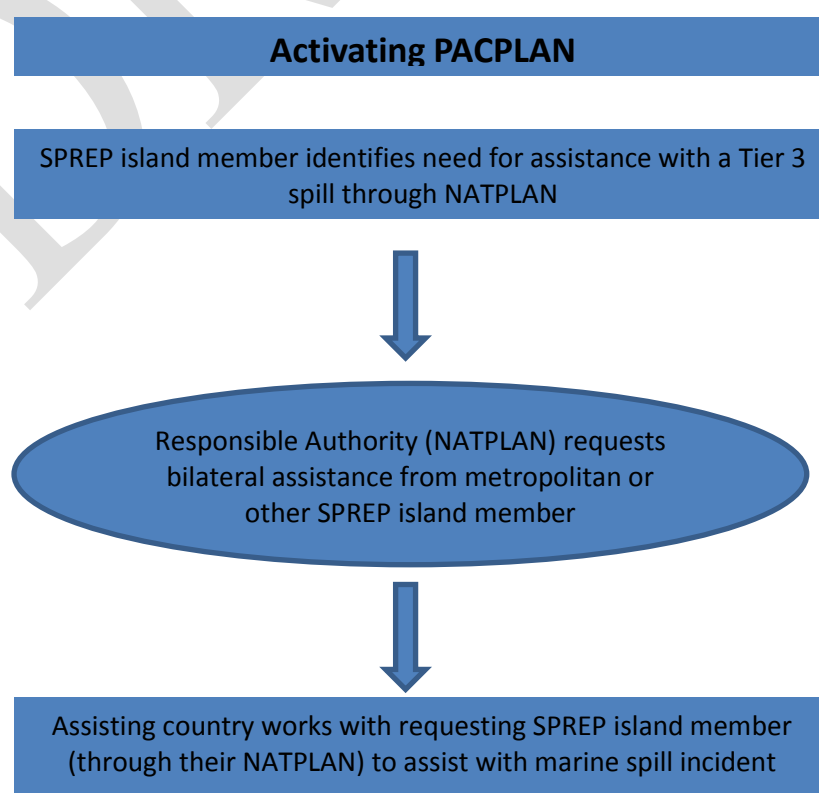 Activating PACPLAN
SPREP island member identifies need for assistance with a Tier 3
spill through NATPLAN
Responsible Authority (NATPLAN) requests
bilateral assistance from metropolitan or
other SPREP island member
Assisting country works with requesting SPREP island member
(through their NATPLAN) to assist with marine spill incident